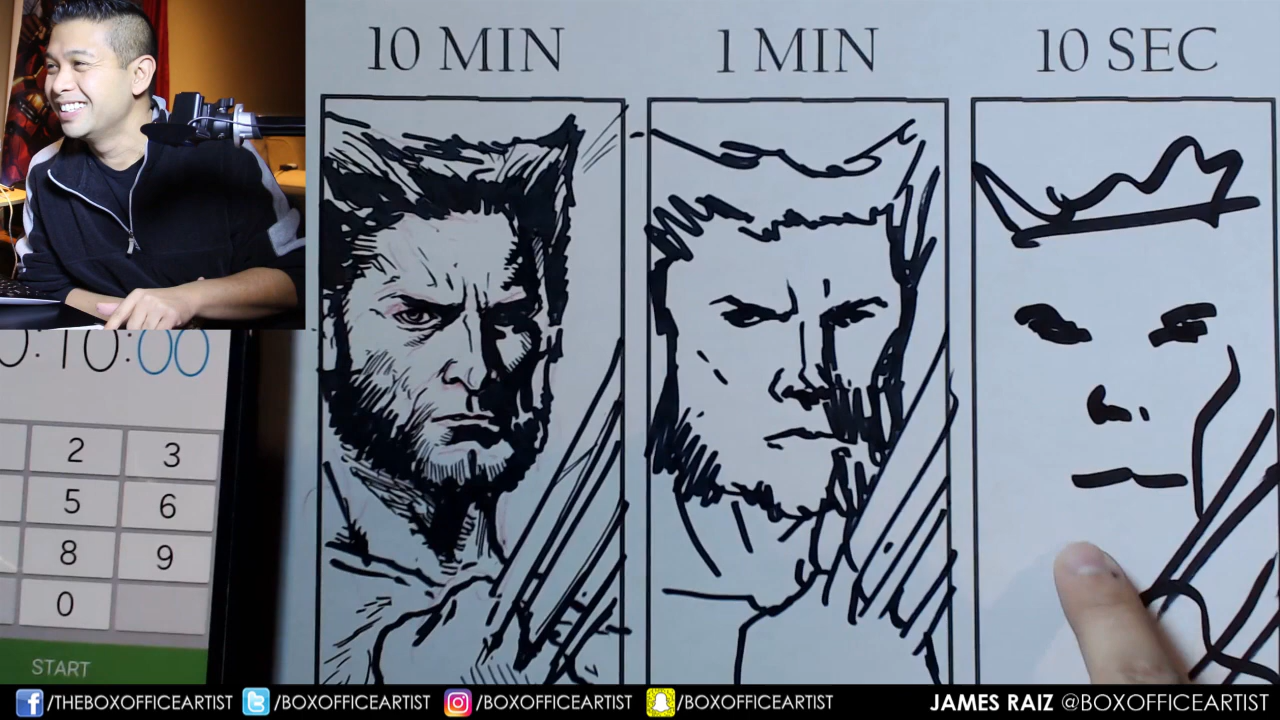 10 MIN
1 MIN
10 SEC
0:10:00
2 3
5 6
8 9
0
START
/THEBOXOFFICEARTIST /BOXOFFICEARTIST /BOXOFFICEARTIST /BOXOFFICEARTIST JAMES RAIZ @BOXOFFICEARTIST